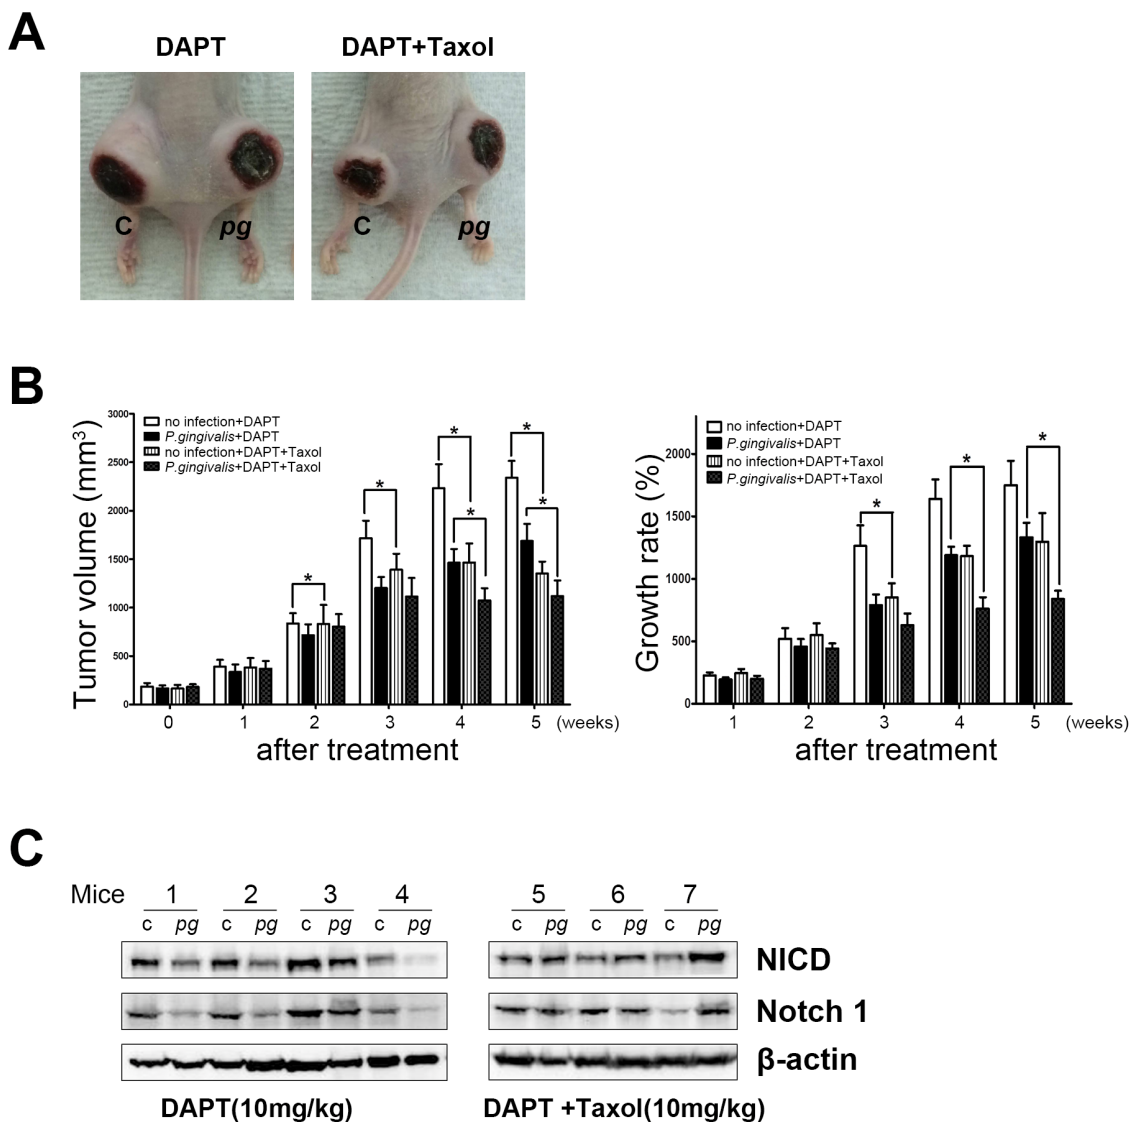 A
DAPT
DAPT+Taxol
C
pg
C
pg
B
Tumor volume (mm3)
3000
2500
2000
1500
1000
500
0
no infection+DAPT
P.gingivalis+DAPT
no infection+DAPT+Taxol
P.gingivalis+DAPT+Taxol
*
*
*
*
*
*
0 1 2 3 4 5 (weeks)
after treatment
Growth rate (%)
2000
1500
1000
500
0
no infection+DAPT
P.gingivalis+DAPT
no infection+DAPT+Taxol
P.gingivalis+DAPT+Taxol
*
*
*
1 2 3 4 5 (weeks)
after treatment
C
Mice 1 2 3 4 5 6 7
c pg c pg c pg c pg c pg c pg c pg
NICD
Notch 1
β-actin
DAPT(10mg/kg)
DAPT +Taxol(10mg/kg)